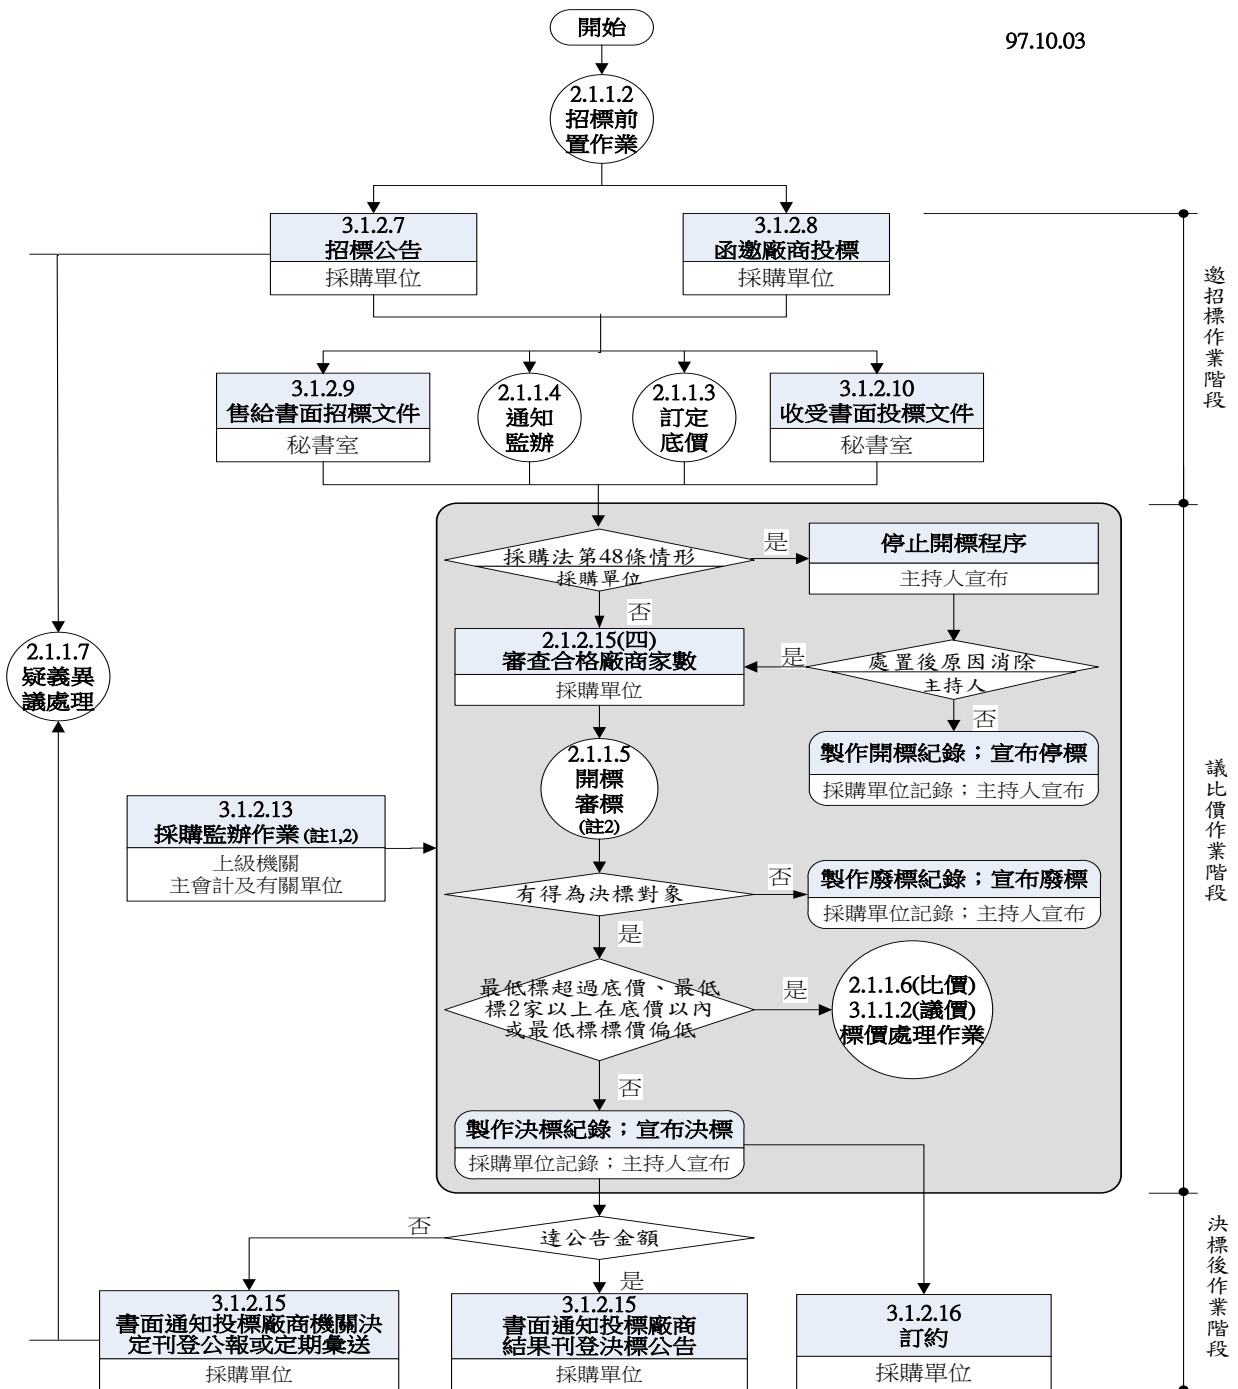 開始
97.10.03
2.1.1.2
招標前
置作業
3.1.2.7
招標公告
採購單位
3.1.2.8
函邀廠商投標
採購單位
邀招標作業階段
3.1.2.9
售給書面招標文件
秘書室
2.1.1.4
通知
監辦
2.1.1.3
訂定
底價
3.1.2.10
收受書面投標文件
秘書室
採購法第48條情形
採購單位
是
停止開標程序
主持人宣布
否
2.1.2.15(四)
審查合格廠商家數
採購單位
是
處置後原因消除
主持人
否
製作開標紀錄；宣布停標
採購單位記錄；主持人宣布
2.1.1.7
疑義異
議處理
2.1.1.5
開標
審標
(註2)
議比價作業階段
3.1.2.13
採購監辦作業(註1,2)
上級機關
主會計及有關單位
有得為決標對象
否
製作廢標紀錄；宣布廢標
採購單位記錄；主持人宣布
是
最低標超過底價、最低
標2家以上在底價以內
或最低標標價偏低
是
2.1.1.6(比價)
3.1.1.2(議價)
標價處理作業
否
製作決標紀錄；宣布決標
採購單位記錄；主持人宣布
達公告金額
否
是
決標後作業階段
3.1.2.15
書面通知投標廠商機關決
定刊登公報或定期彙送
採購單位
3.1.2.15
書面通知投標廠商
結果刊登決標公告
採購單位
3.1.2.16
訂約
採購單位